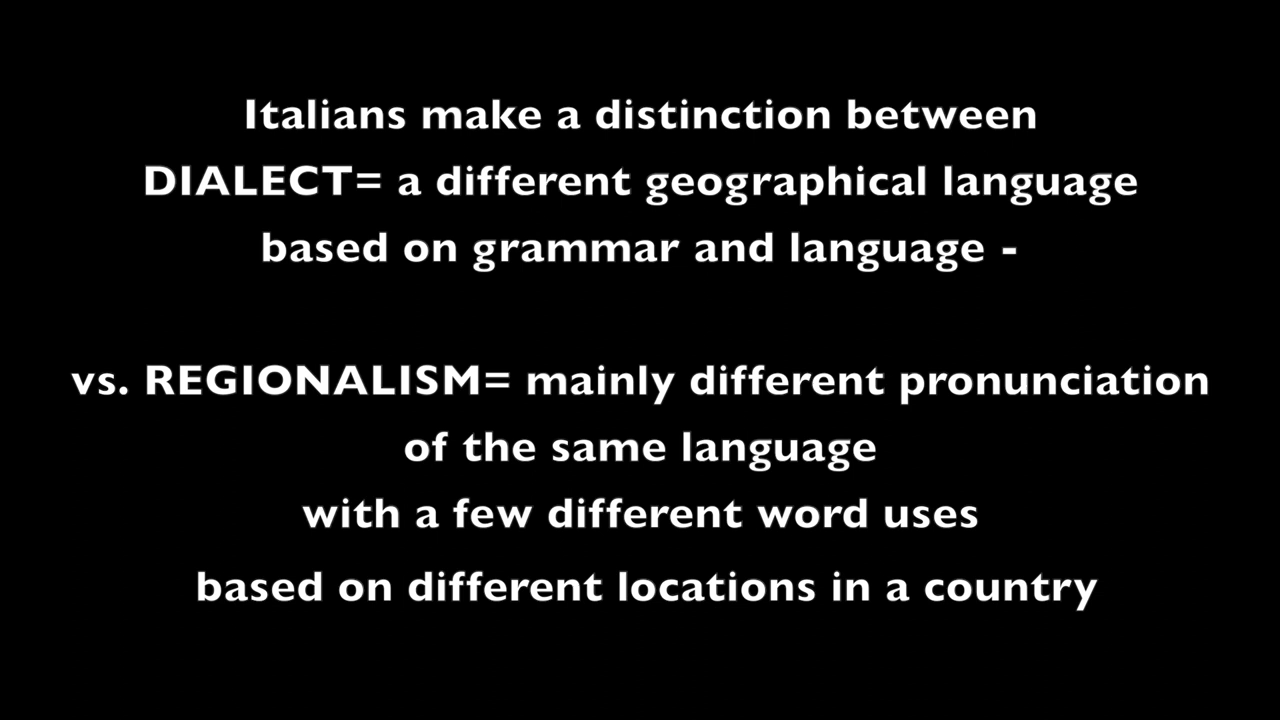 Italians make a distinction between
DIALECT= a different geographical language
based on grammar and language -
vs. REGIONALISM= mainly different pronunciation
of the same language
with a few different word uses
based on different locations in a country